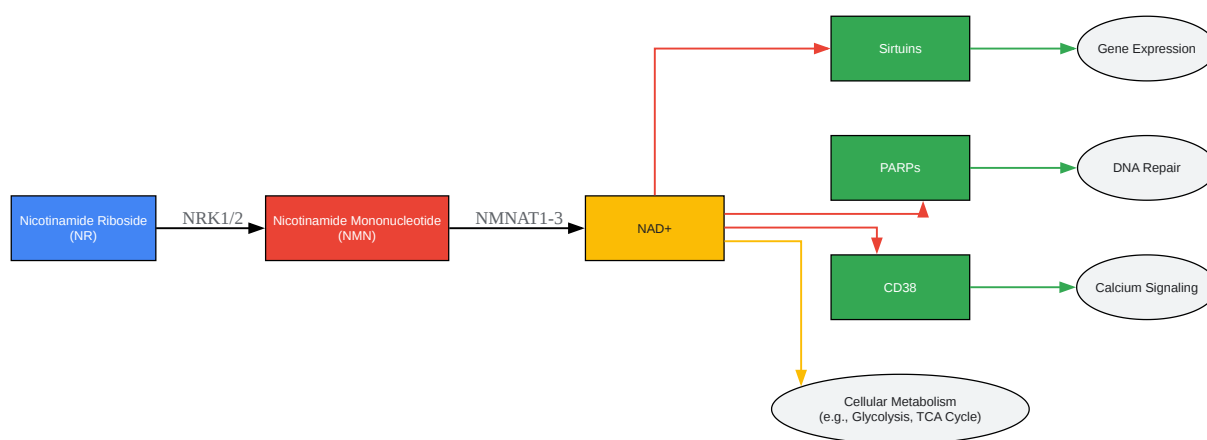 Sirtuins
Gene Expression
PARPs
DNA Repair
Nicotinamide Riboside
(NR)
NRK1/2
Nicotinamide Mononucleotide
(NMN)
NMNAT1-3
NAD+
CD38
Calcium Signaling
Cellular Metabolism
(e.g., Glycolysis, TCA Cycle)